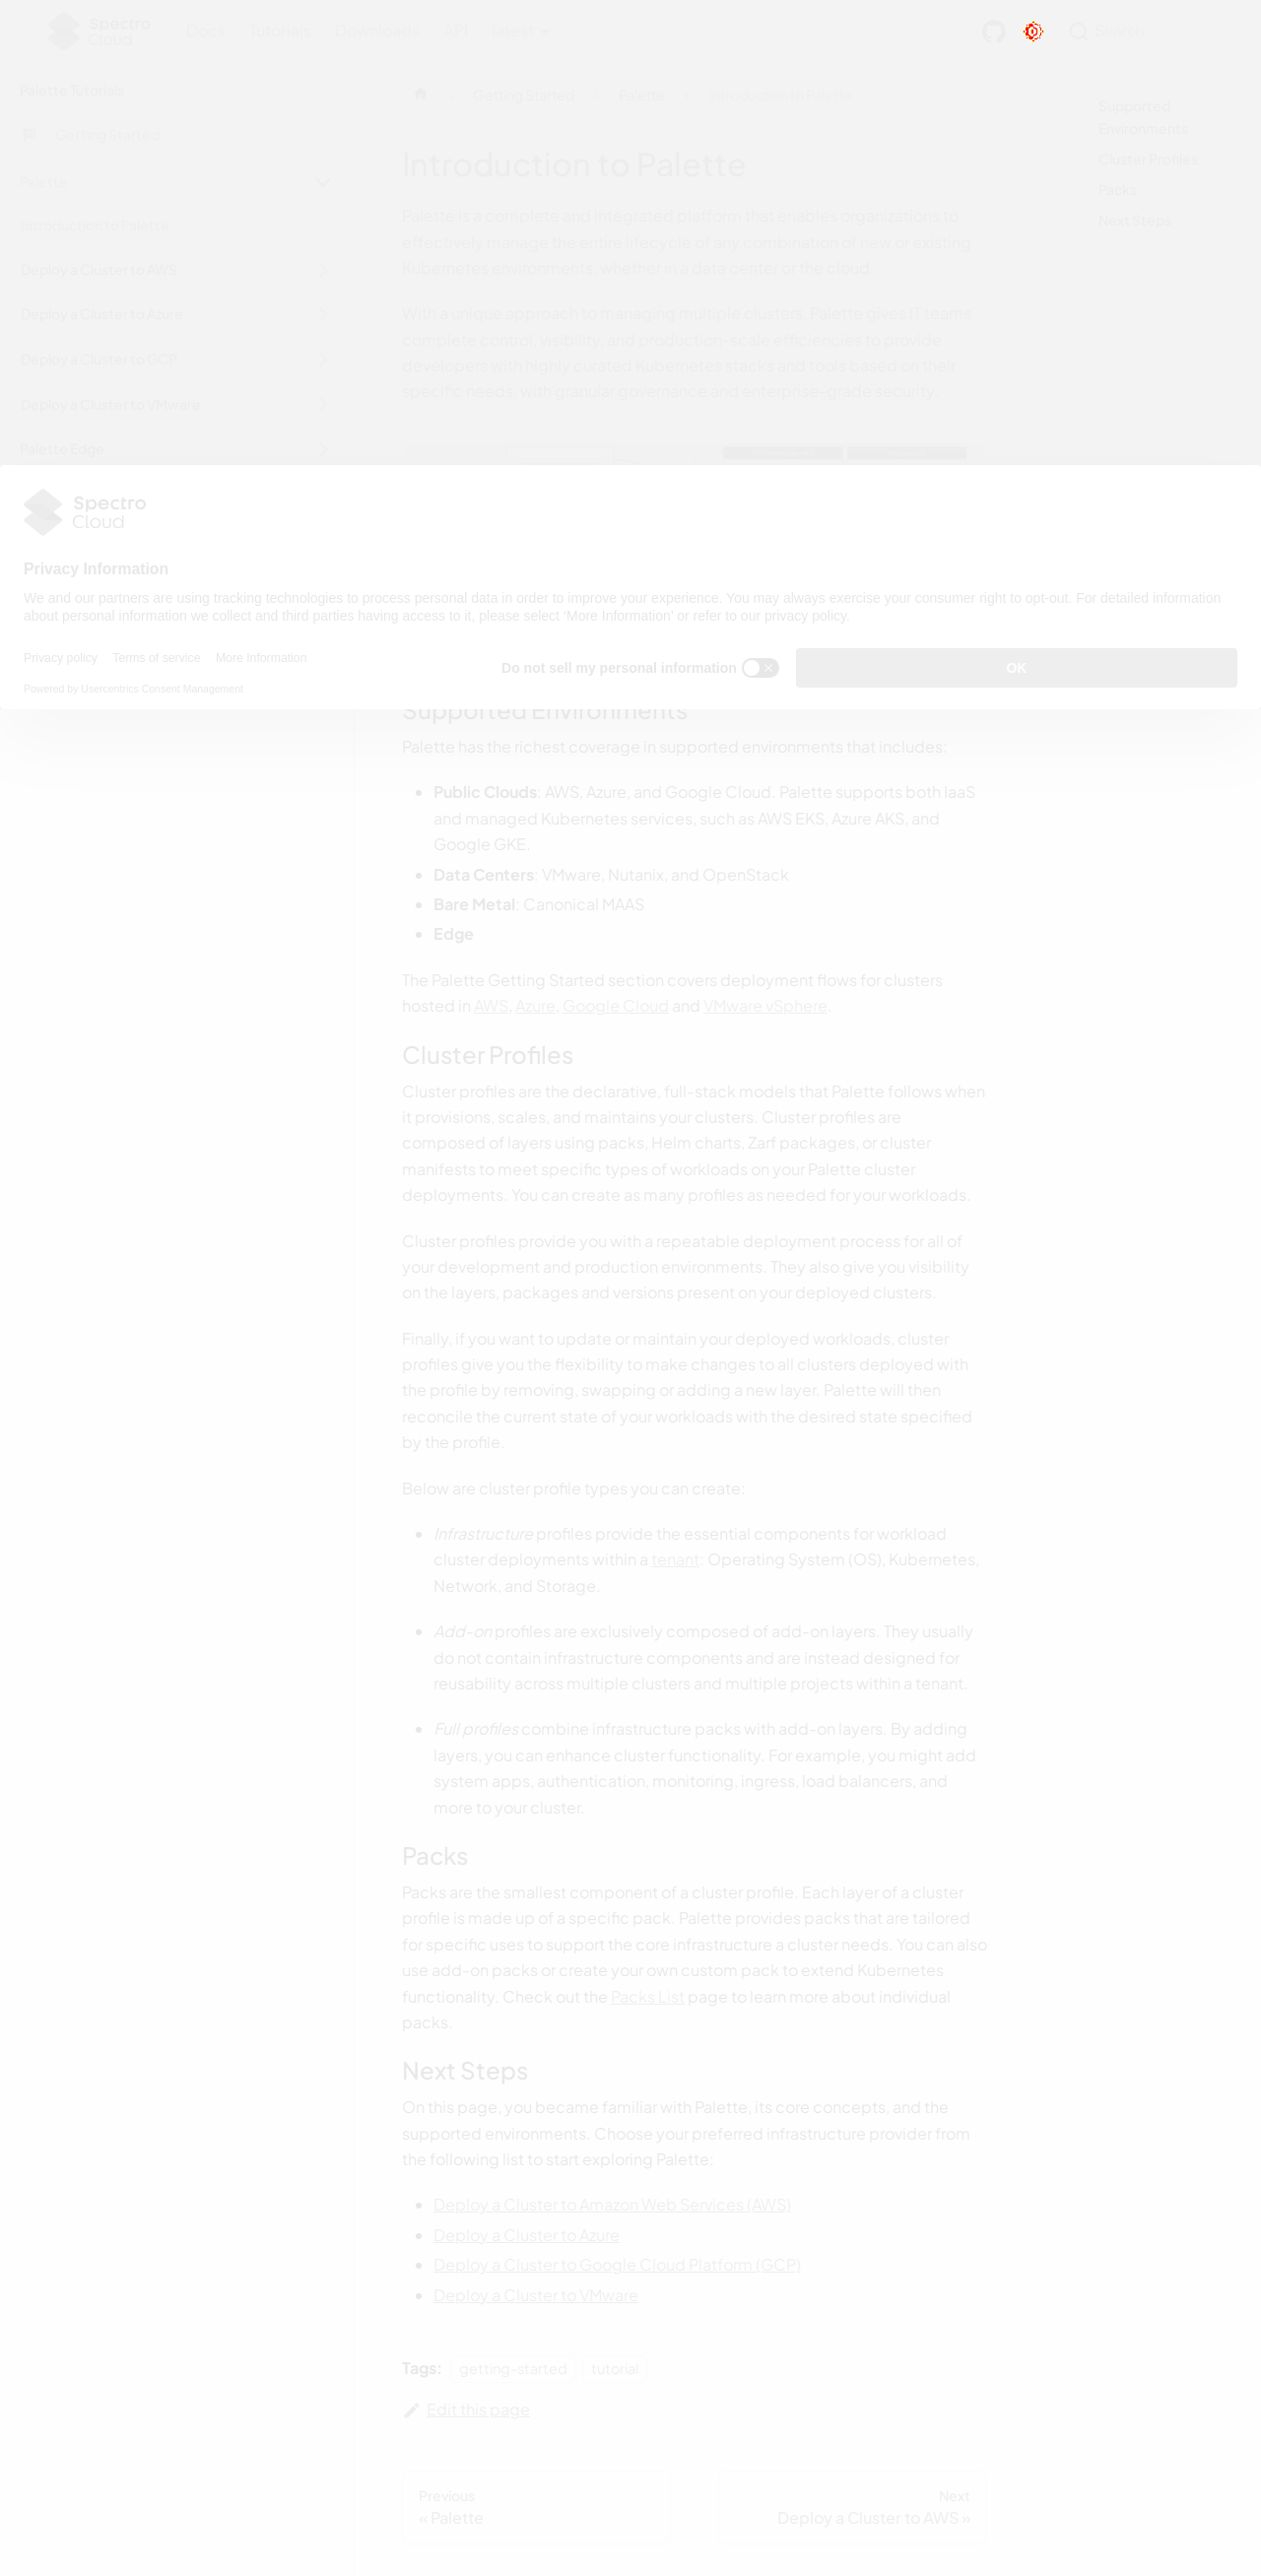 Spectro
Cloud
Docs
Tutorials
Downloads
API
latest
Search
Palette Tutorials
Getting Started
Palette
Introduction to Palette
Deploy a Cluster to AWS
Deploy a Cluster to Azure
Deploy a Cluster to GCP
Deploy a Cluster to VMware
Palette Edge
Getting Started
Palette
Introduction to Palette
Introduction to Palette
Palette is a complete and integrated platform that enables organizations to
effectively manage the entire lifecycle of any combination of new or existing
Kubernetes environments, whether in a data center or the cloud.
With a unique approach to managing multiple clusters, Palette gives IT teams
complete control, visibility, and production-scale efficiencies to provide
developers with highly curated Kubernetes stacks and tools based on their
specific needs, with granular governance and enterprise-grade security.
Supported
Environments
Cluster Profiles
Packs
Next Steps
Spectro
Cloud
Privacy Information
We and our partners are using tracking technologies to process personal data in order to improve your experience. You may always exercise your consumer right to opt-out. For detailed information
about personal information we collect and third parties having access to it, please select 'More Information' or refer to our privacy policy.
Privacy policy Terms of service More Information
Powered by Usercentrics Consent Management
Do not sell my personal information
OK
Supported Environments
Palette has the richest coverage in supported environments that includes:
Public Clouds: AWS, Azure, and Google Cloud. Palette supports both IaaS
and managed Kubernetes services, such as AWS EKS, Azure AKS, and
Google GKE.
Data Centers: VMware, Nutanix, and OpenStack
Bare Metal: Canonical MAAS
Edge
The Palette Getting Started section covers deployment flows for clusters
hosted in AWS, Azure, Google Cloud and VMware vSphere.
Cluster Profiles
Cluster profiles are the declarative, full-stack models that Palette follows when
it provisions, scales, and maintains your clusters. Cluster profiles are
composed of layers using packs, Helm charts, Zarf packages, or cluster
manifests to meet specific types of workloads on your Palette cluster
deployments. You can create as many profiles as needed for your workloads.
Cluster profiles provide you with a repeatable deployment process for all of
your development and production environments. They also give you visibility
on the layers, packages and versions present on your deployed clusters.
Finally, if you want to update or maintain your deployed workloads, cluster
profiles give you the flexibility to make changes to all clusters deployed with
the profile by removing, swapping or adding a new layer. Palette will then
reconcile the current state of your workloads with the desired state specified
by the profile.
Below are cluster profile types you can create:
Infrastructure profiles provide the essential components for workload
cluster deployments within a tenant: Operating System (OS), Kubernetes,
Network, and Storage.
Add-on profiles are exclusively composed of add-on layers. They usually
do not contain infrastructure components and are instead designed for
reusability across multiple clusters and multiple projects within a tenant.
Full profiles combine infrastructure packs with add-on layers. By adding
layers, you can enhance cluster functionality. For example, you might add
system apps, authentication, monitoring, ingress, load balancers, and
more to your cluster.
Packs
Packs are the smallest component of a cluster profile. Each layer of a cluster
profile is made up of a specific pack. Palette provides packs that are tailored
for specific uses to support the core infrastructure a cluster needs. You can also
use add-on packs or create your own custom pack to extend Kubernetes
functionality. Check out the Packs List page to learn more about individual
packs.
Next Steps
On this page, you became familiar with Palette, its core concepts, and the
supported environments. Choose your preferred infrastructure provider from
the following list to start exploring Palette:
Deploy a Cluster to Amazon Web Services (AWS)
Deploy a Cluster to Azure
Deploy a Cluster to Google Cloud Platform (GCP)
Deploy a Cluster to VMware
Tags: getting-started tutorial
Edit this page
Previous
« Palette
Next
Deploy a Cluster to AWS »